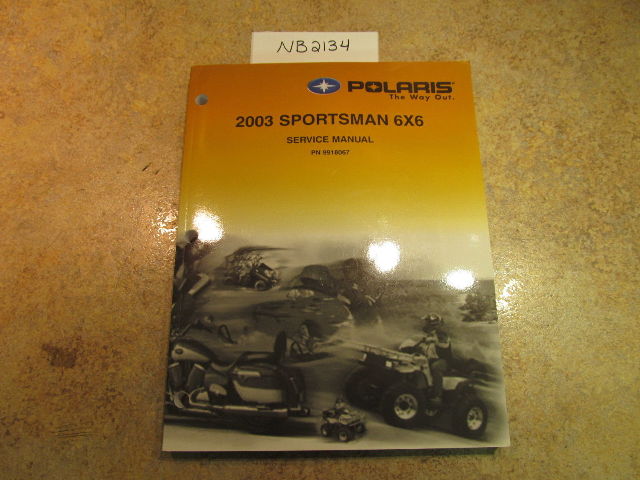 NB2134
POLARIS
The Way Out.
2003 SPORTSMAN 6X6
SERVICE MANUAL
PN 9918067